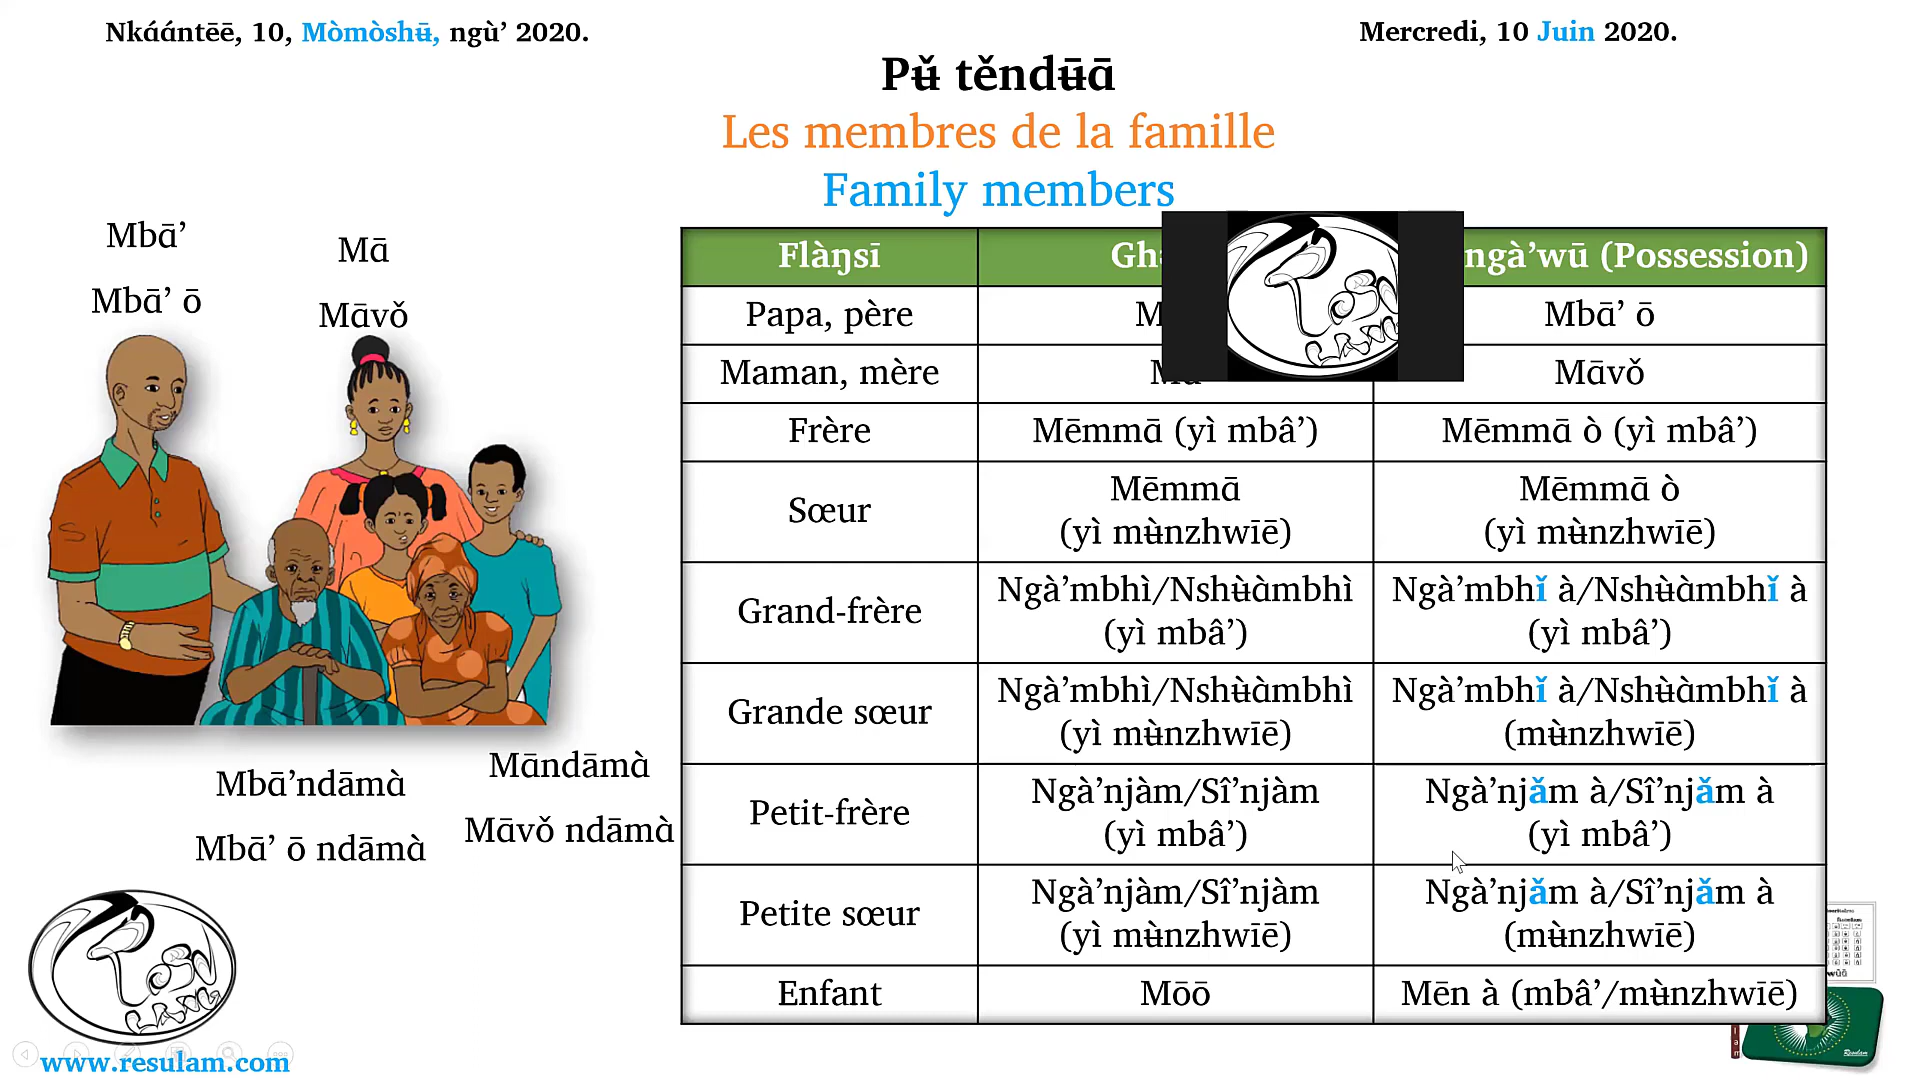 Nkáántēē, 10, Mòmòshʉ̄, ngù’ 2020.
Mercredi, 10 Juin 2020.
Pʉ̌ těndʉ̄ā
Les membres de la famille
Family members
Mbā’
Mbā’ ō
Mā
Māvǒ
Mbā’ndāmà
Mbā’ ō ndāmà
Māndāmà
Māvǒ ndāmà
Flàŋsī
ngà’wū (Possession)
Papa, père
Mbā’ ō
Maman, mère
Māvǒ
Frère
Mēmmā (yì mbâ’)
Mēmmā ò (yì mbâ’)
Sœur
Mēmmā
(yì mʉ̀nzhwīē)
Mēmmā ò
(yì mʉ̀nzhwīē)
Grand-frère
Ngà’mbhì/Nshʉ̀àmbhì
(yì mbâ’)
Ngà’mbhǐ à/Nshʉ̀àmbhǐ à
(yì mbâ’)
Grande sœur
Ngà’mbhì/Nshʉ̀àmbhì
(yì mʉ̀nzhwīē)
Ngà’mbhǐ à/Nshʉ̀àmbhǐ à
(mʉ̀nzhwīē)
Petit-frère
Ngà’njàm/Sî’njàm
(yì mbâ’)
Ngà’njǎm à/Sî’njǎm à
(yì mbâ’)
Petite sœur
Ngà’njàm/Sî’njàm
(yì mʉ̀nzhwīē)
Ngà’njǎm à/Sî’njǎm à
(mʉ̀nzhwīē)
Enfant
Mōō
Mēn à (mbâ’/mʉ̀nzhwīē)
www.resulam.com
Resulam